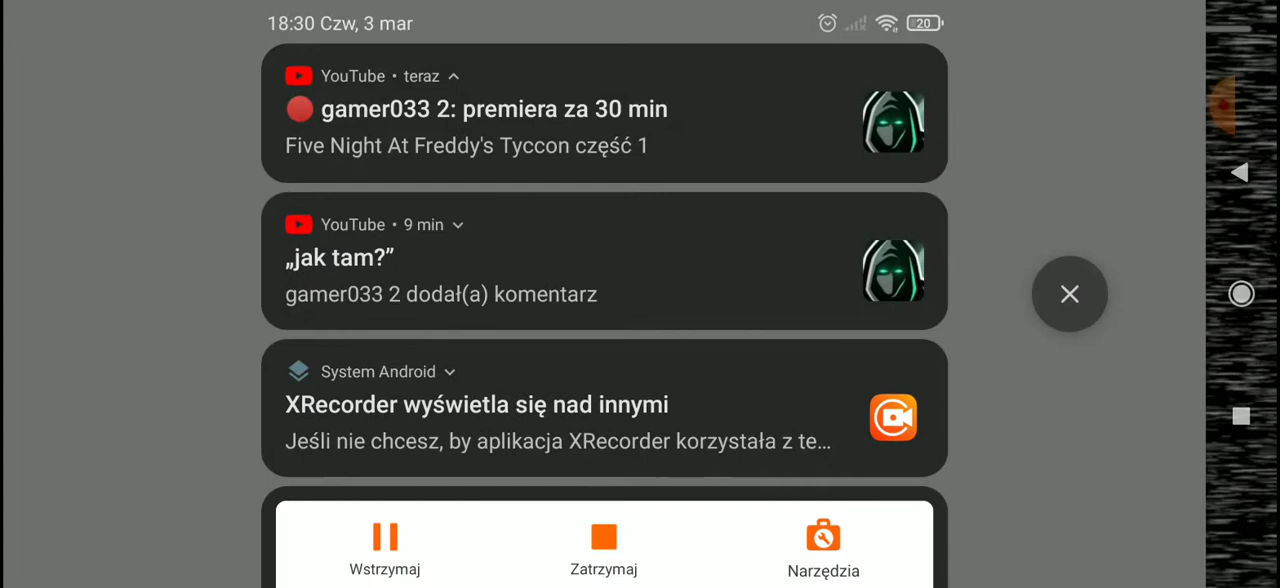 18:30 Czw, 3 mar
20
YouTube • teraz
gamer033 2: premiera za 30 min
Five Night At Freddy's Tyccon część 1
YouTube • 9 min
„jak tam?”
gamer033 2 dodał(a) komentarz
System Android
XRecorder wyświetla się nad innymi
Jeśli nie chcesz, by aplikacja XRecorder korzystała z te...
Wstrzymaj
Zatrzymaj
Narzędzia